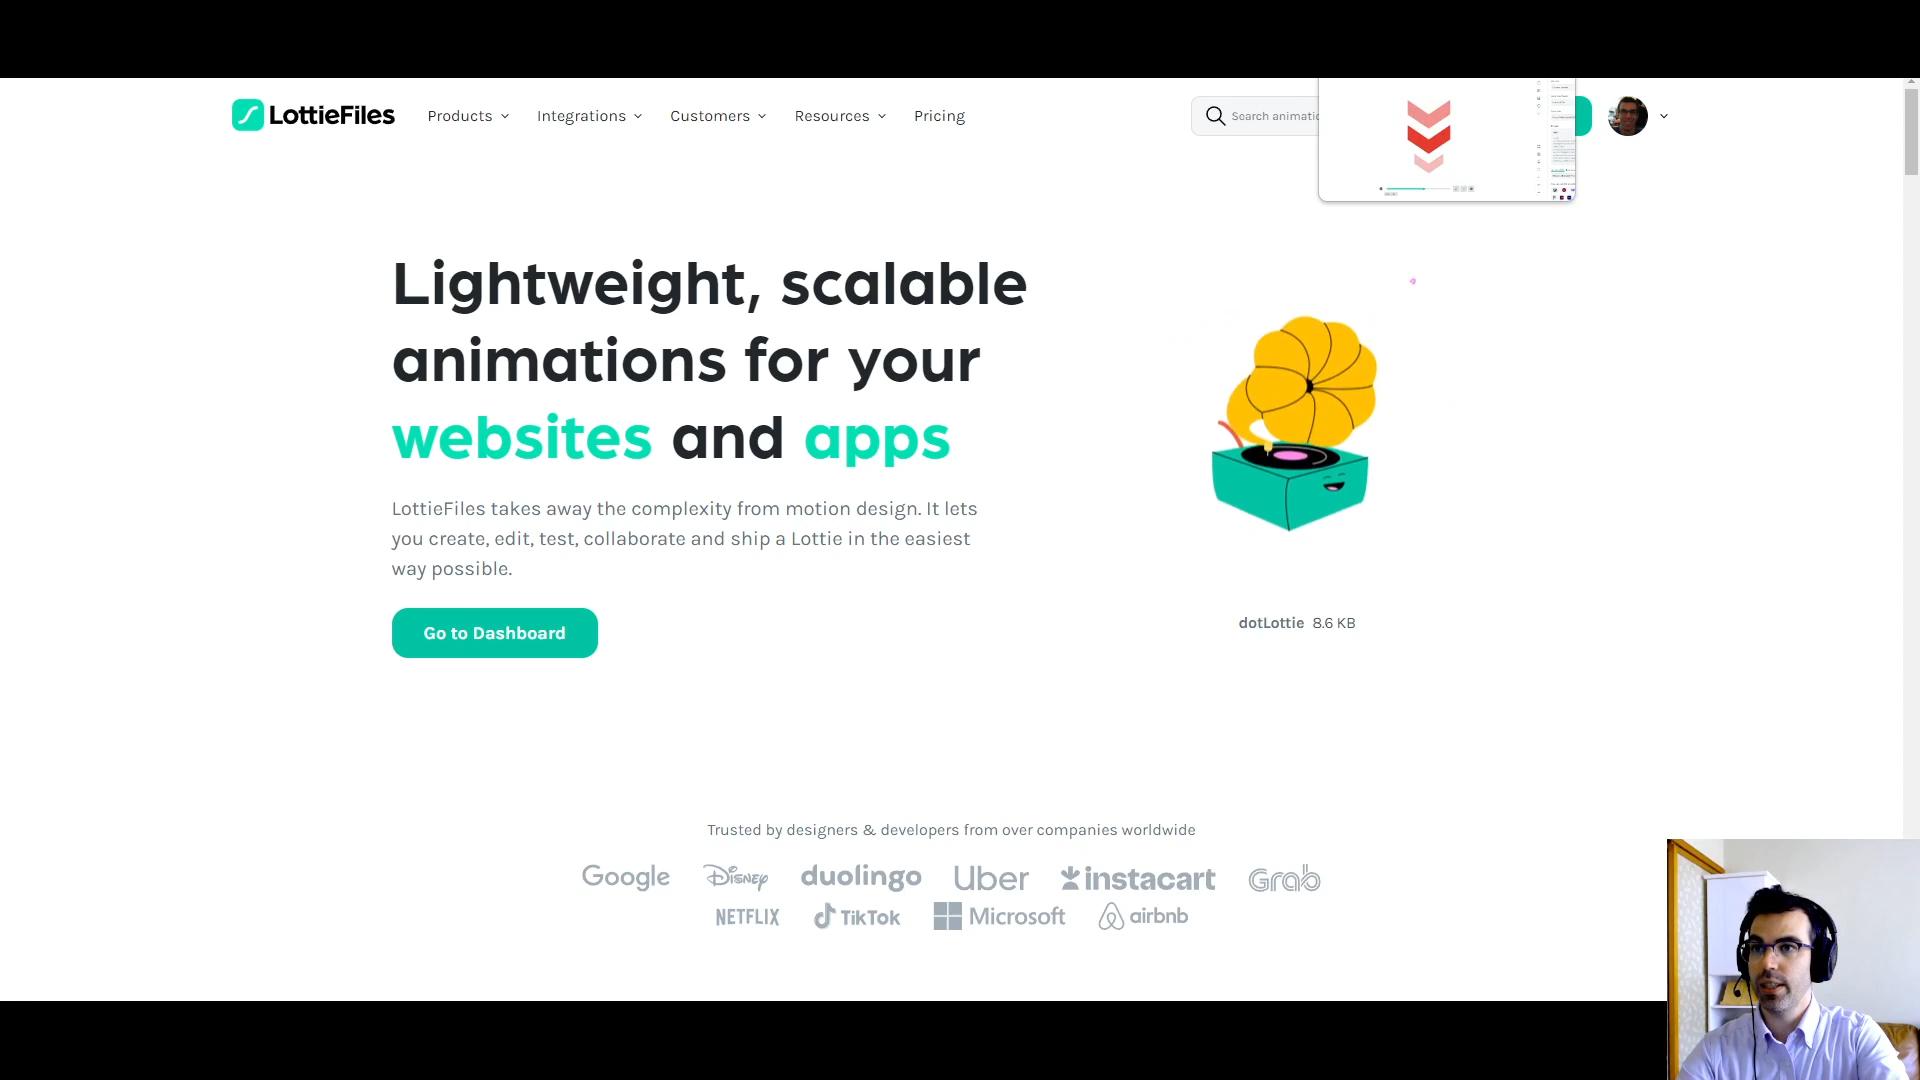 LottieFiles
Products
Integrations
Customers
Resources
Pricing
Search animatio
Lightweight, scalable
animations for your
websites and apps
LottieFiles takes away the complexity from motion design. It lets
you create, edit, test, collaborate and ship a Lottie in the easiest
way possible.
Go to Dashboard
dotLottie 8.6 KB
Trusted by designers & developers from over companies worldwide
Google Disney duolingo Uber instacart Grab
NETFLIX TikTok Microsoft airbnb